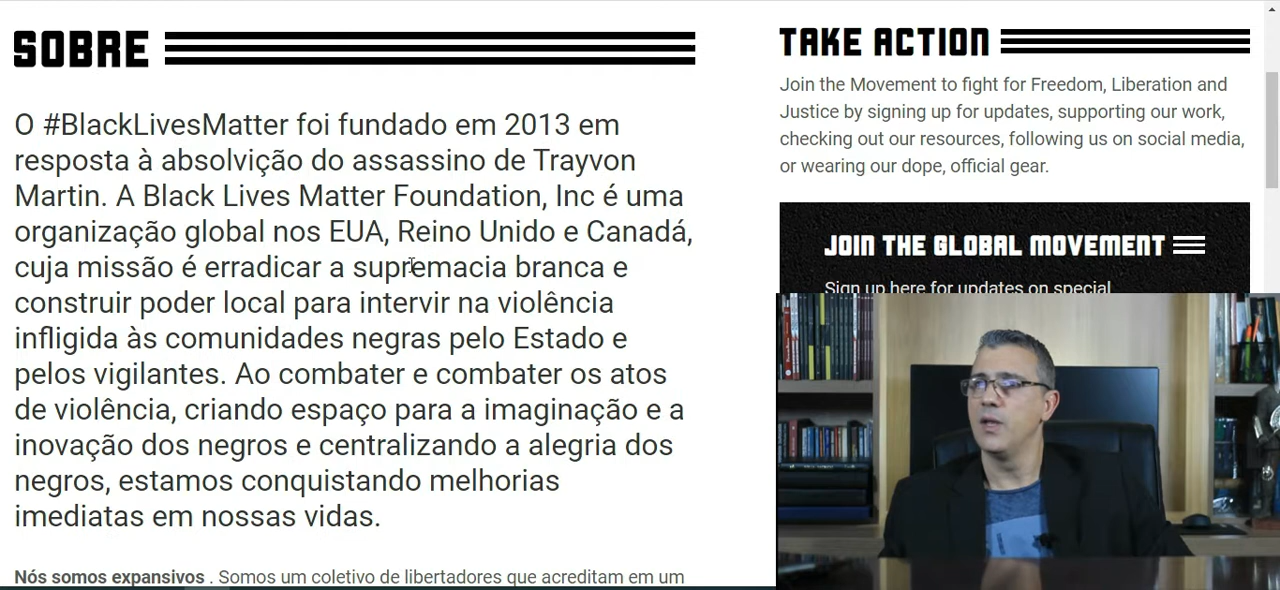 SOBRE
O #BlackLivesMatter foi fundado em 2013 em
resposta à absolvição do assassino de Trayvon
Martin. A Black Lives Matter Foundation, Inc é uma
organização global nos EUA, Reino Unido e Canadá,
cuja missão é erradicar a supremacia branca e
construir poder local para intervir na violência
infligida às comunidades negras pelo Estado e
pelos vigilantes. Ao combater e combater os atos
de violência, criando espaço para a imaginação e a
inovação dos negros e centralizando a alegria dos
negros, estamos conquistando melhorias
imediatas em nossas vidas.
Nós somos expansivos . Somos um coletivo de libertadores que acreditam em um
TAKE ACTION
Join the Movement to fight for Freedom, Liberation and
Justice by signing up for updates, supporting our work,
checking out our resources, following us on social media,
or wearing our dope, official gear.
JOIN THE GLOBAL MOVEMENT
Sign up here for updates on special